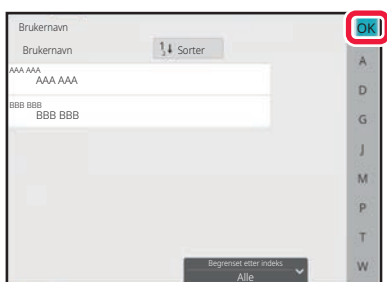 Brukernavn
OK
Brukernavn
Sorter
A
AAA AAA
AAA AAA
D
BBB BBB
BBB BBB
G
J
M
P
T
Begrenset etter indeks
W
Alle